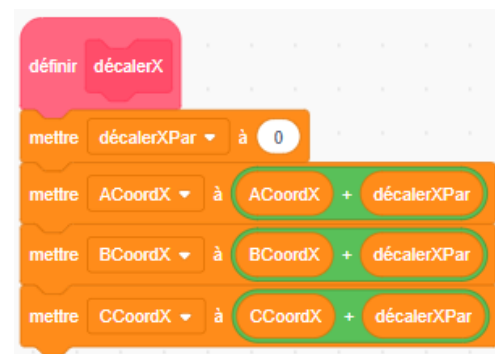 définir décalerX
mettre décalerXPar à 0
mettre ACoordX à ACoordX + décalerXPar
mettre BCoordX à BCoordX + décalerXPar
mettre CCoordX à CCoordX + décalerXPar